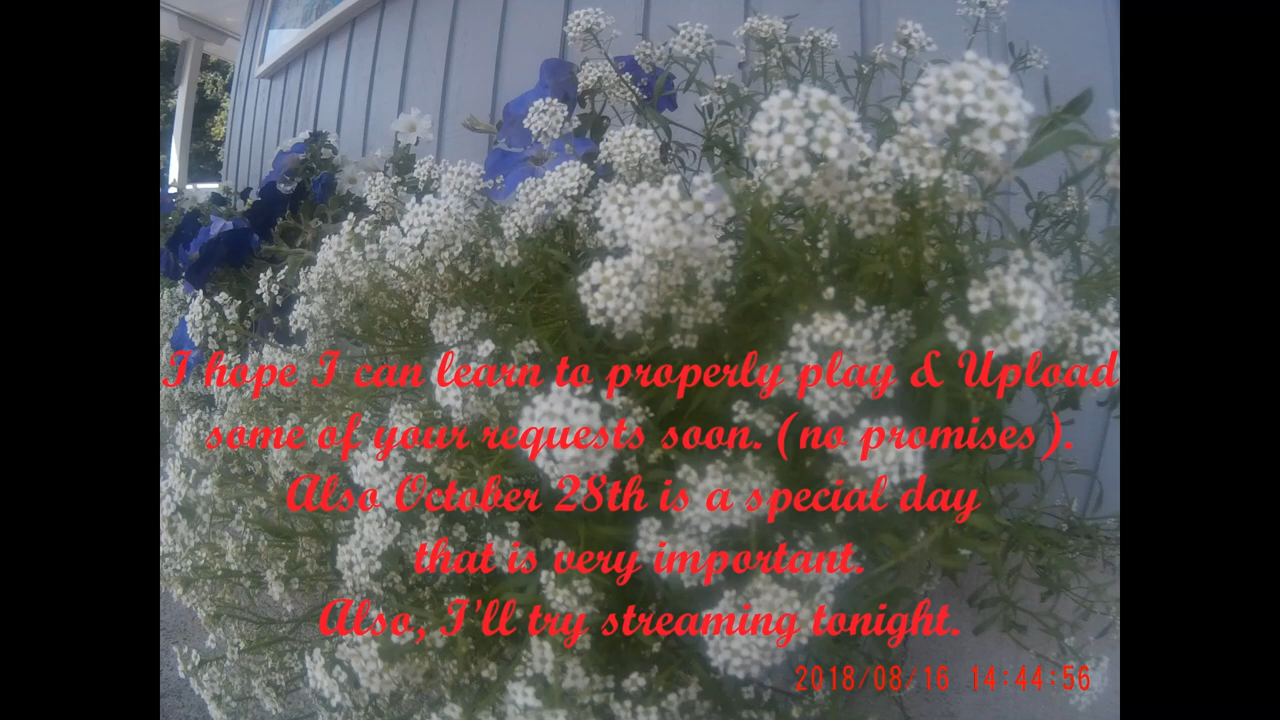 I hope I can learn to properly play & Upload
some of your requests soon. (no promises).
Also October 28th is a special day
that is very important.
Also, I'll try streaming tonight.
2018/08/16 14:44:56